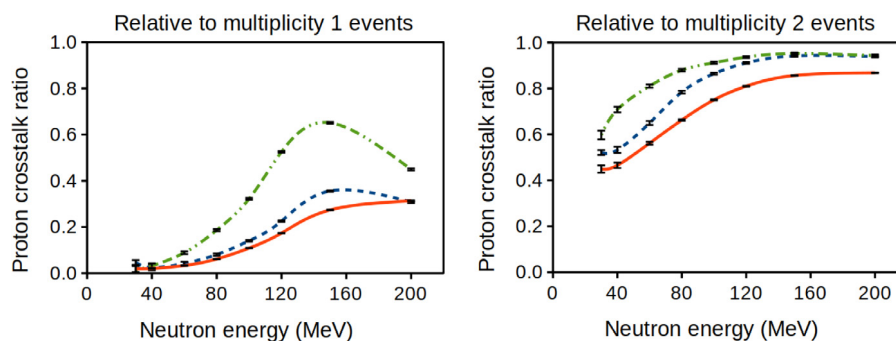 Relative to multiplicity 1 events
Proton crosstalk ratio
1.0
0.8
0.6
0.4
0.2
0.0
0 40 80 120 160 200
Neutron energy (MeV)
Relative to multiplicity 2 events
Proton crosstalk ratio
1.0
0.8
0.6
0.4
0.2
0.0
0 40 80 120 160 200
Neutron energy (MeV)